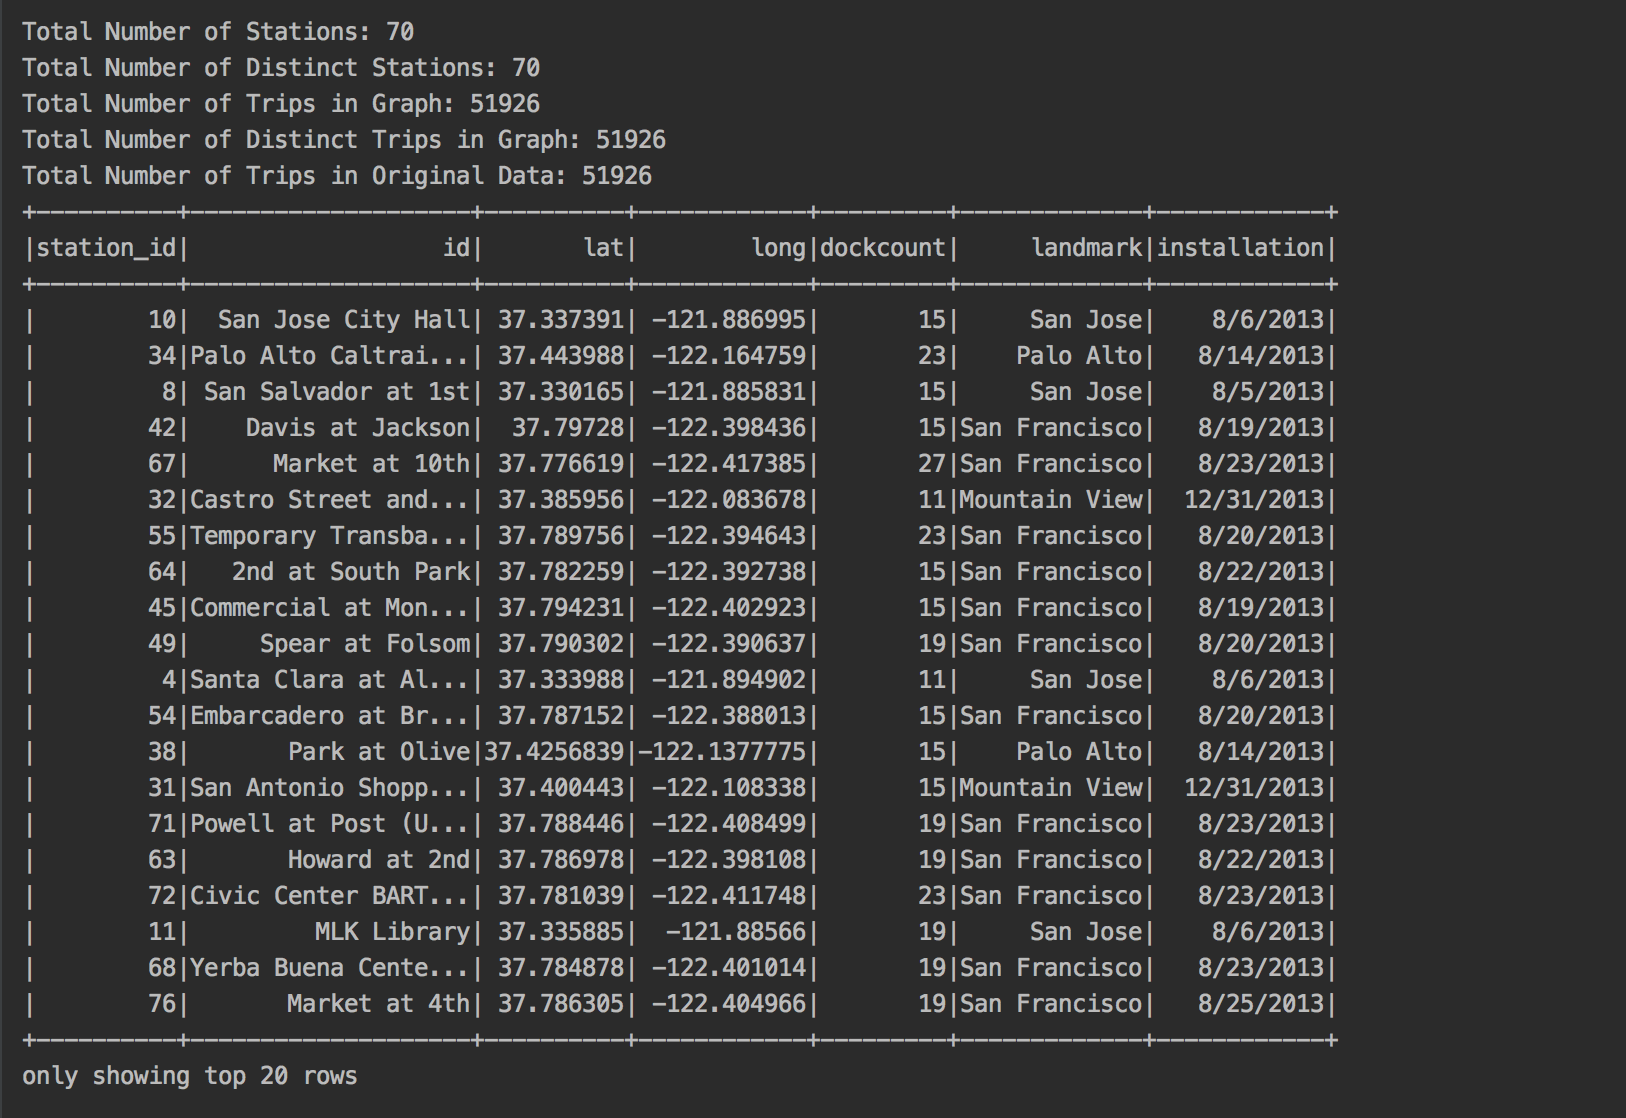 Total Number of Stations: 70
Total Number of Distinct Stations: 70
Total Number of Trips in Graph: 51926
Total Number of Distinct Trips in Graph: 51926
Total Number of Trips in Original Data: 51926
+----------+--------------------+----------+------------+---------+-------------+------------+
|station_id|                  id|       lat|        long|dockcount|     landmark|installation|
+----------+--------------------+----------+------------+---------+-------------+------------+
|        10|  San Jose City Hall| 37.337391| -121.886995|       15|     San Jose|    8/6/2013|
|        34|Palo Alto Caltrai...| 37.443988| -122.164759|       23|    Palo Alto|   8/14/2013|
|         8| San Salvador at 1st| 37.330165| -121.885831|       15|     San Jose|    8/5/2013|
|        42|    Davis at Jackson|  37.79728| -122.398436|       15|San Francisco|   8/19/2013|
|        67|      Market at 10th| 37.776619| -122.417385|       27|San Francisco|   8/23/2013|
|        32|Castro Street and...| 37.385956| -122.083678|       11|Mountain View|  12/31/2013|
|        55|Temporary Transba...| 37.789756| -122.394643|       23|San Francisco|   8/20/2013|
|        64|   2nd at South Park| 37.782259| -122.392738|       15|San Francisco|   8/22/2013|
|        45|Commercial at Mon...| 37.794231| -122.402923|       15|San Francisco|   8/19/2013|
|        49|     Spear at Folsom| 37.790302| -122.390637|       19|San Francisco|   8/20/2013|
|         4|Santa Clara at Al...| 37.333988| -121.894902|       11|     San Jose|    8/6/2013|
|        54|Embarcadero at Br...| 37.787152| -122.388013|       15|San Francisco|   8/20/2013|
|        38|       Park at Olive|37.4256839|-122.1377775|       15|    Palo Alto|   8/14/2013|
|        31|San Antonio Shopp...| 37.400443| -122.108338|       15|Mountain View|  12/31/2013|
|        71|Powell at Post (U...| 37.788446| -122.408499|       19|San Francisco|   8/23/2013|
|        63|       Howard at 2nd| 37.786978| -122.398108|       19|San Francisco|   8/22/2013|
|        72|Civic Center BART...| 37.781039| -122.411748|       23|San Francisco|   8/23/2013|
|        11|         MLK Library| 37.335885|  -121.88566|       19|     San Jose|    8/6/2013|
|        68|Yerba Buena Cente...| 37.784878| -122.401014|       19|San Francisco|   8/23/2013|
|        76|       Market at 4th| 37.786305| -122.404966|       19|San Francisco|   8/25/2013|
+----------+--------------------+----------+------------+---------+-------------+------------+
only showing top 20 rows